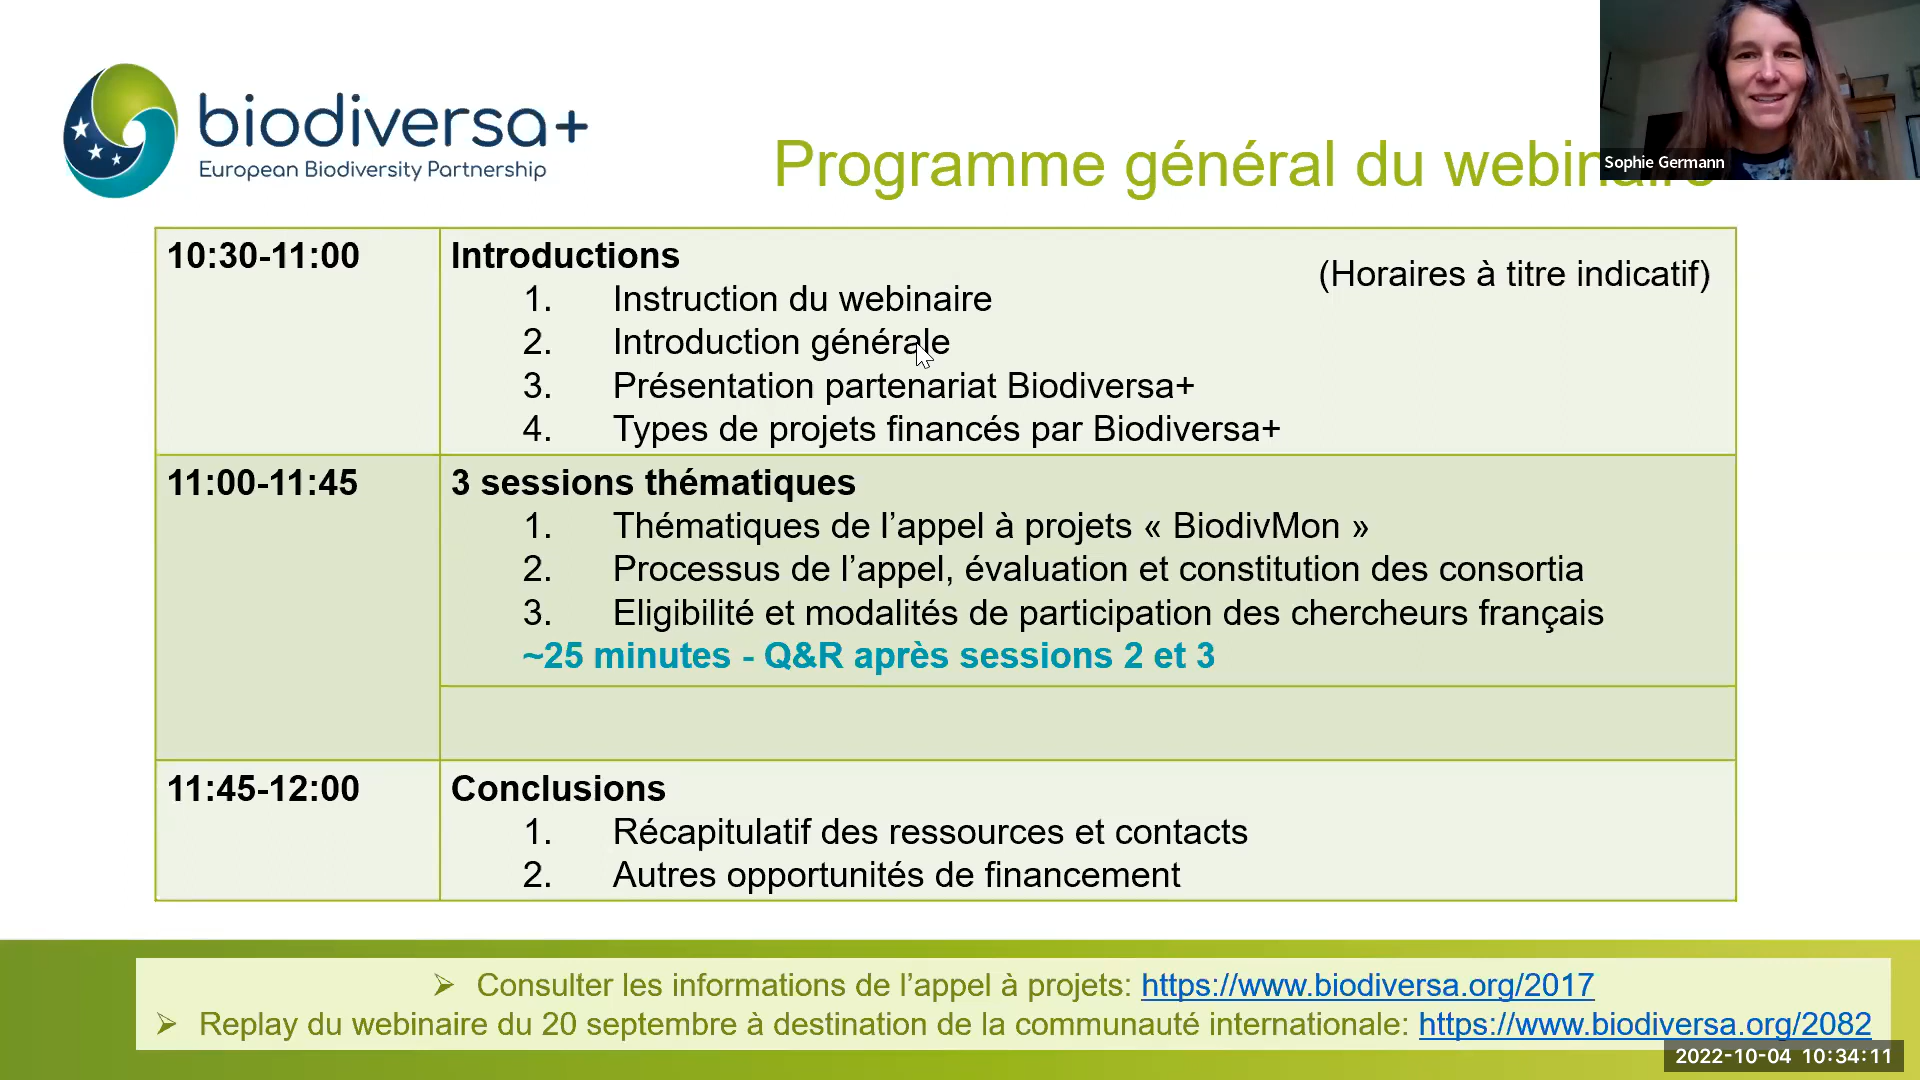 biodiversa+
European Biodiversity Partnership
Programme général du webinaire
Sophie Germann
10:30-11:00
Introductions
(Horaires à titre indicatif)
1. Instruction du webinaire
2. Introduction générale
3. Présentation partenariat Biodiversa+
4. Types de projets financés par Biodiversa+
11:00-11:45
3 sessions thématiques
1. Thématiques de l’appel à projets « BiodivMon »
2. Processus de l’appel, évaluation et constitution des consortia
3. Eligibilité et modalités de participation des chercheurs français
~25 minutes - Q&R après sessions 2 et 3
11:45-12:00
Conclusions
1. Récapitulatif des ressources et contacts
2. Autres opportunités de financement
➢ Consulter les informations de l’appel à projets: https://www.biodiversa.org/2017
➢ Replay du webinaire du 20 septembre à destination de la communauté internationale: https://www.biodiversa.org/2082
2022-10-04 10:34:11